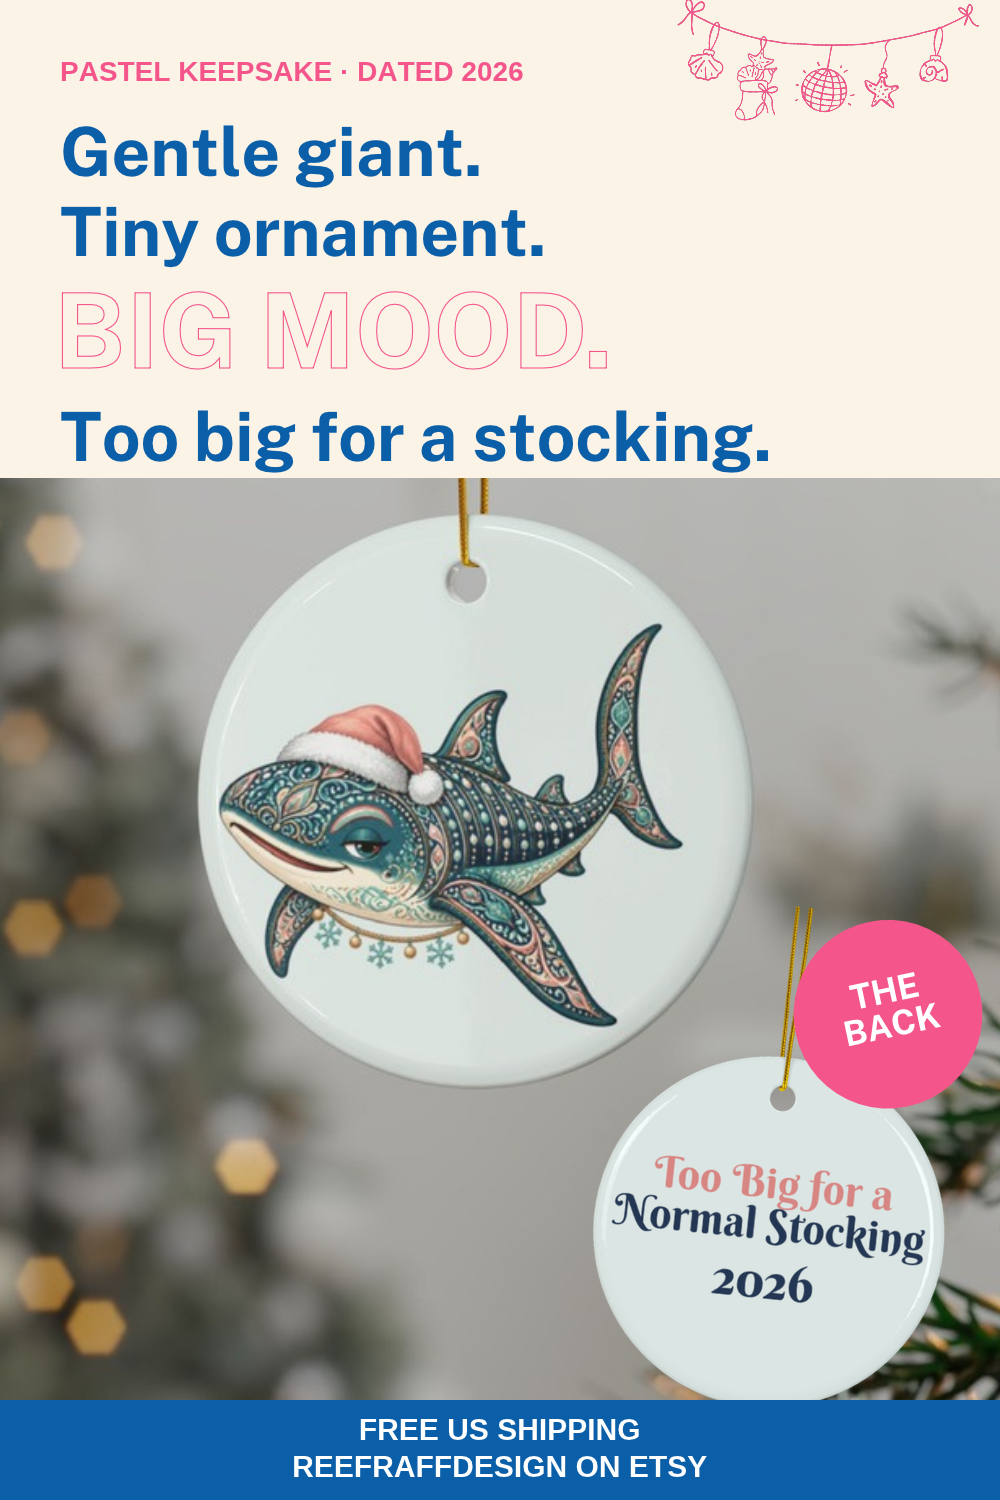 PASTEL KEEPSAKE · DATED 2026
Gentle giant.
Tiny ornament.
BIG MOOD.
Too big for a stocking.
THE
BACK
Too Big for a
Normal Stocking
2026
FREE US SHIPPING
REEFRAFFDESIGN ON ETSY